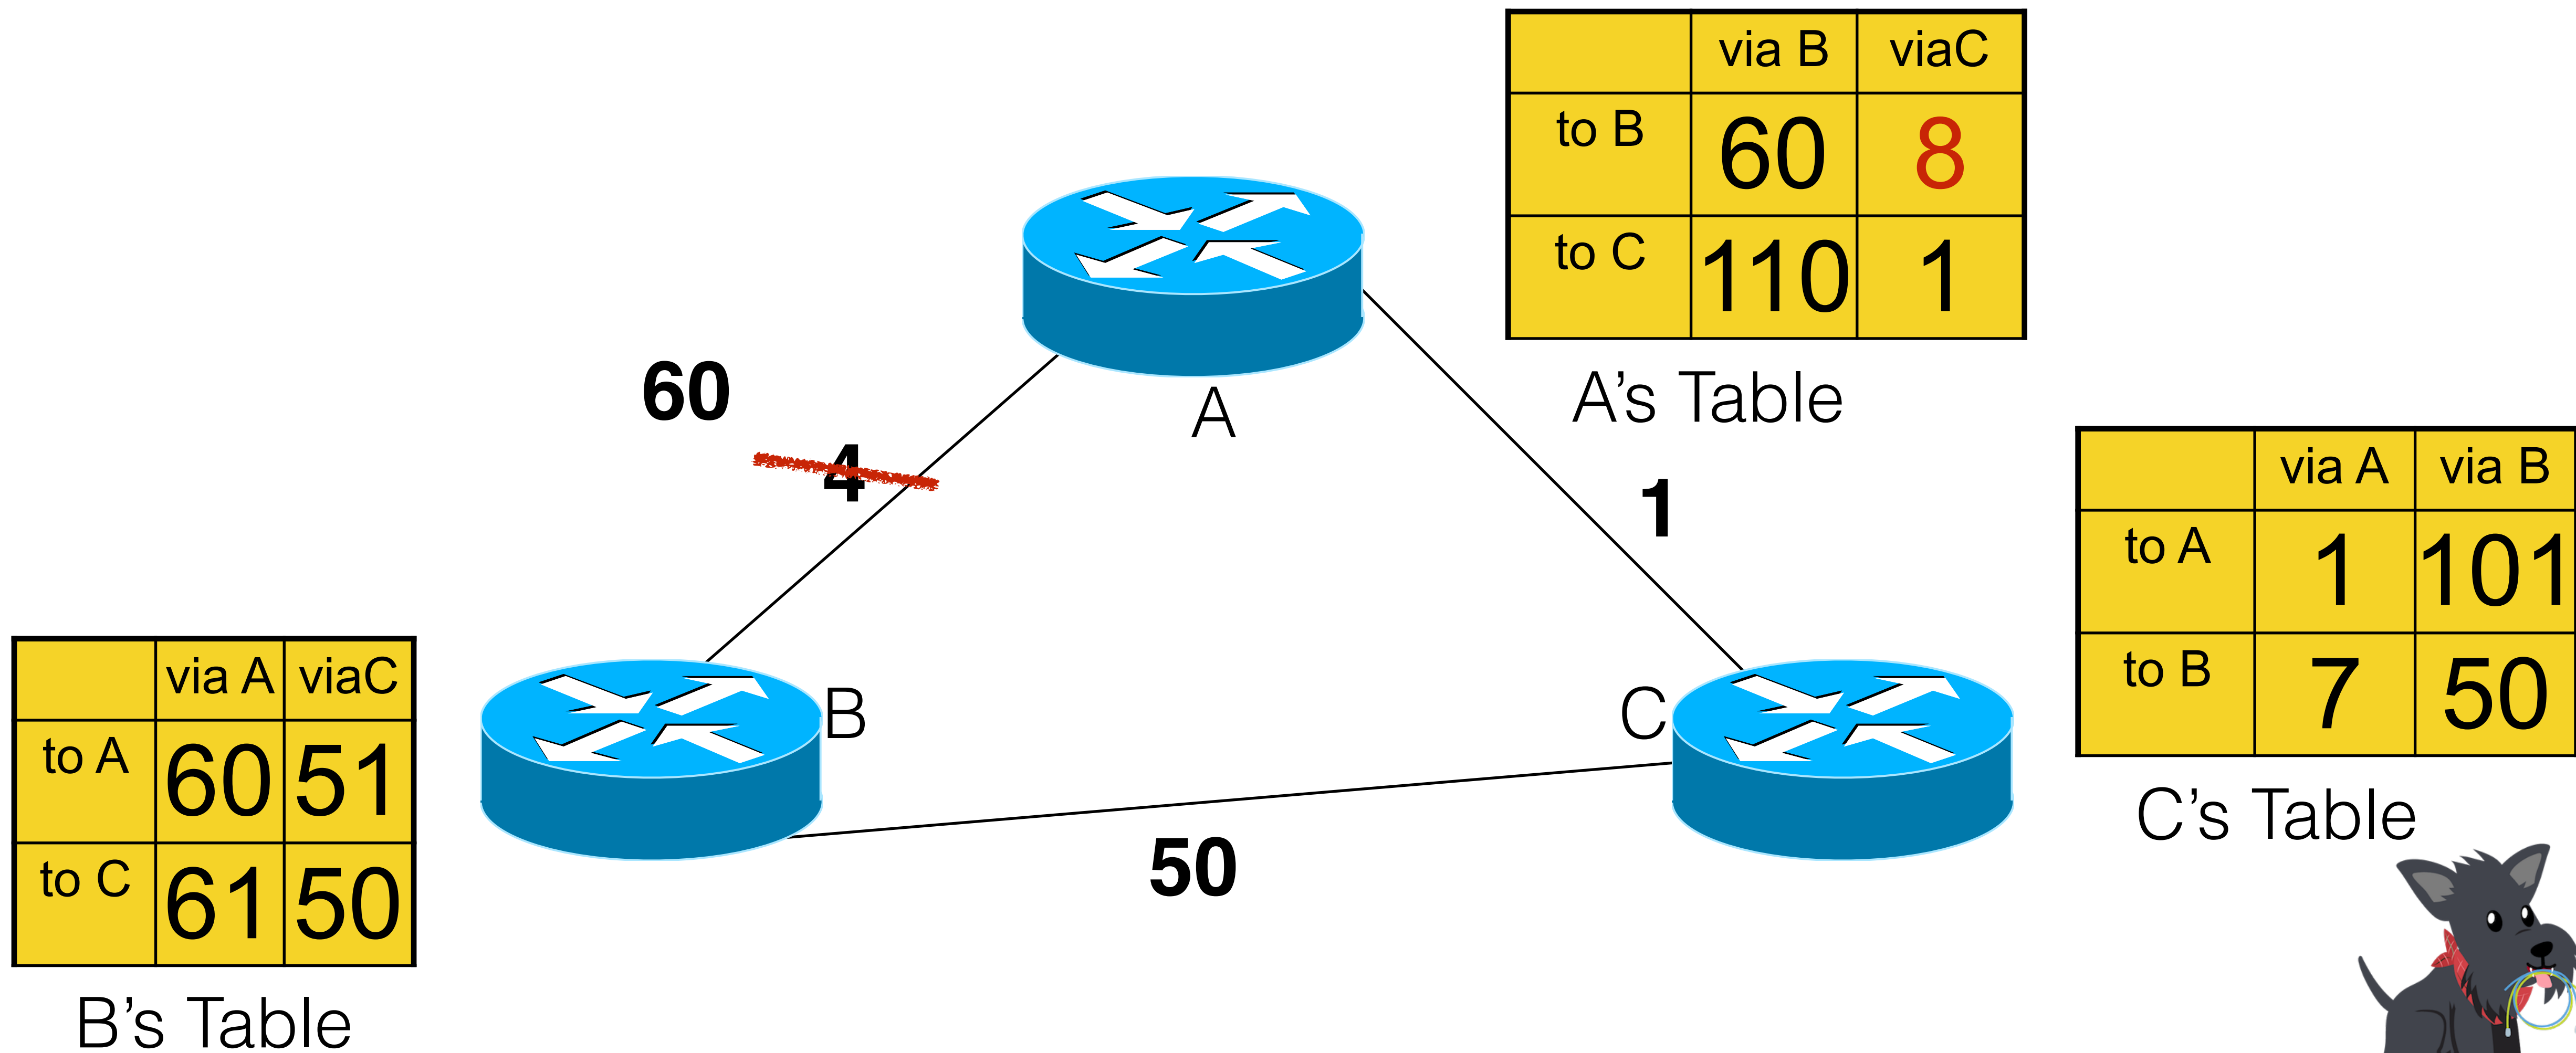 via B viaC
to B 60 8
to C 110 1
A's Table
60
4
A
1
via A via B
to A 1 101
to B 7 50
C's Table
via A viaC
to A 60 51
to C 61 50
B's Table
B
C
50